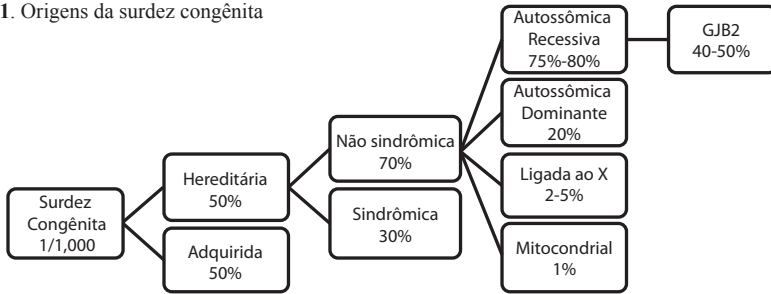 1. Origens da surdez congênita
Surdez
Congênita
1/1,000
Hereditária
50%
Adquirida
50%
Não sindrômica
70%
Sindrômica
30%
Autossômica
Recessiva
75%-80%
Autossômica
Dominante
20%
Ligada ao X
2-5%
Mitocondrial
1%
GJB2
40-50%